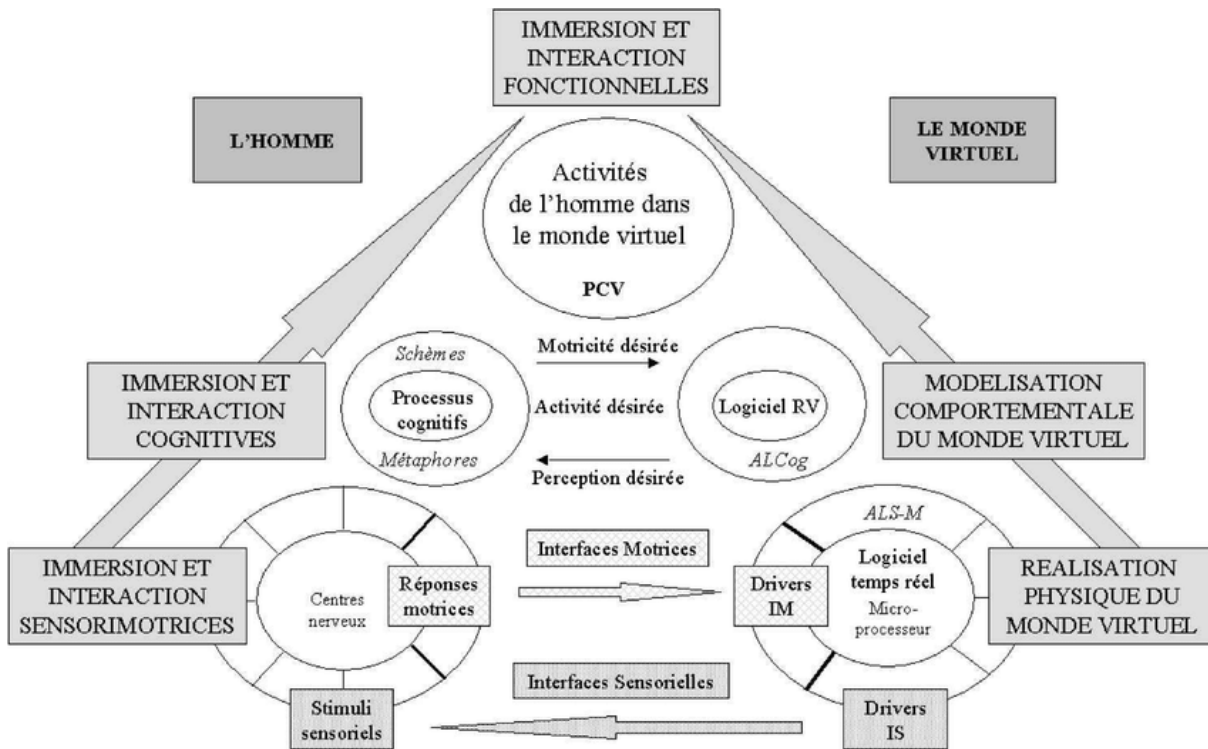 IMMERSION ET
INTERACTION
FONCTIONNELLES
L'HOMME
LE MONDE
VIRTUEL
Activités
de l'homme dans
le monde virtuel
PCV
Schèmes
Processus
cognitifs
Métaphores
Motricité désirée
Activité désirée
Perception désirée
Logiciel RV
ALCog
IMMERSION ET
INTERACTION
COGNITIVES
MODELISATION
COMPORTEMENTALE
DU MONDE VIRTUEL
IMMERSION ET
INTERACTION
SENSORIMOTRICES
Centres
nerveux
Réponses
motrices
Stimuli
sensoriels
Interfaces Motrices
Interfaces Sensorielles
ALS-M
Logiciel
temps réel
Micro-
processeur
Drivers
IM
Drivers
IS
REALISATION
PHYSIQUE DU
MONDE VIRTUEL